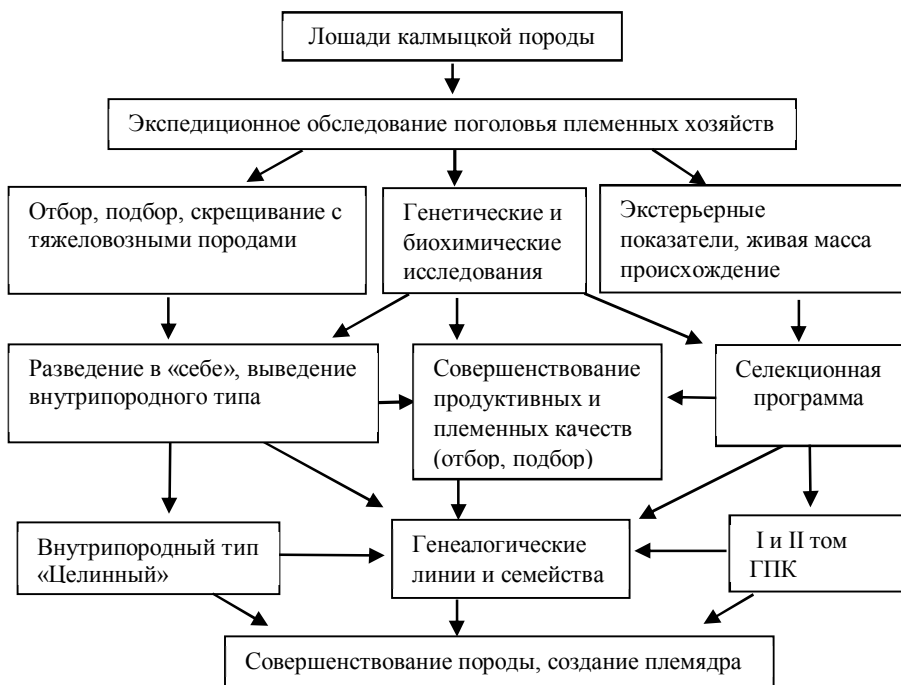 Лошади калмыцкой породы
Экспедиционное обследование поголовья племенных хозяйств
Отбор, подбор, скрещивание с
тяжеловозными породами
Генетические и
биохимические
исследования
Экстерьерные
показатели, живая масса
происхождение
Разведение в «себе», выведение
внутрипородного типа
Совершенствование
продуктивных и
племенных качеств
(отбор, подбор)
Селекционная
программа
Внутрипородный тип
«Целинный»
Генеалогические
линии и семейства
I и II том
ГПК
Совершенствование породы, создание племядра